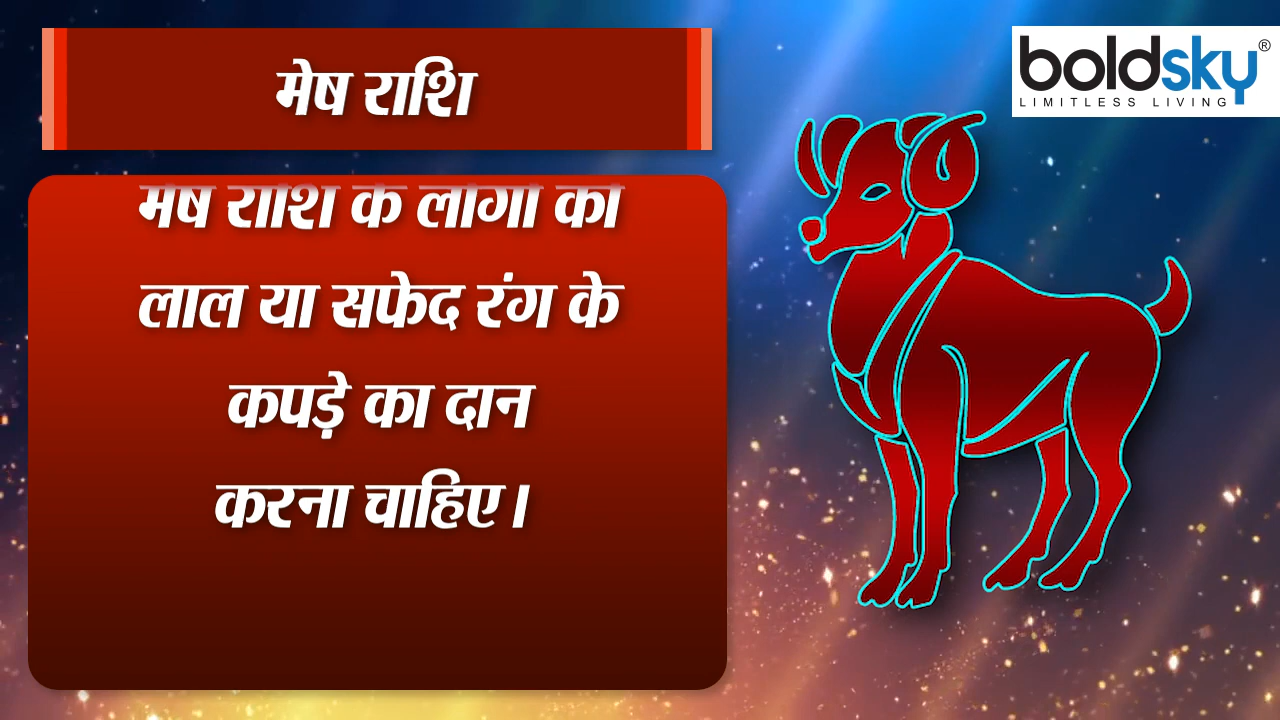 मेष राशि
boldsky®
LIMITLESS LIVING
मेष राशि के लोगों को
लाल या सफेद रंग के
कपड़े का दान
करना चाहिए।